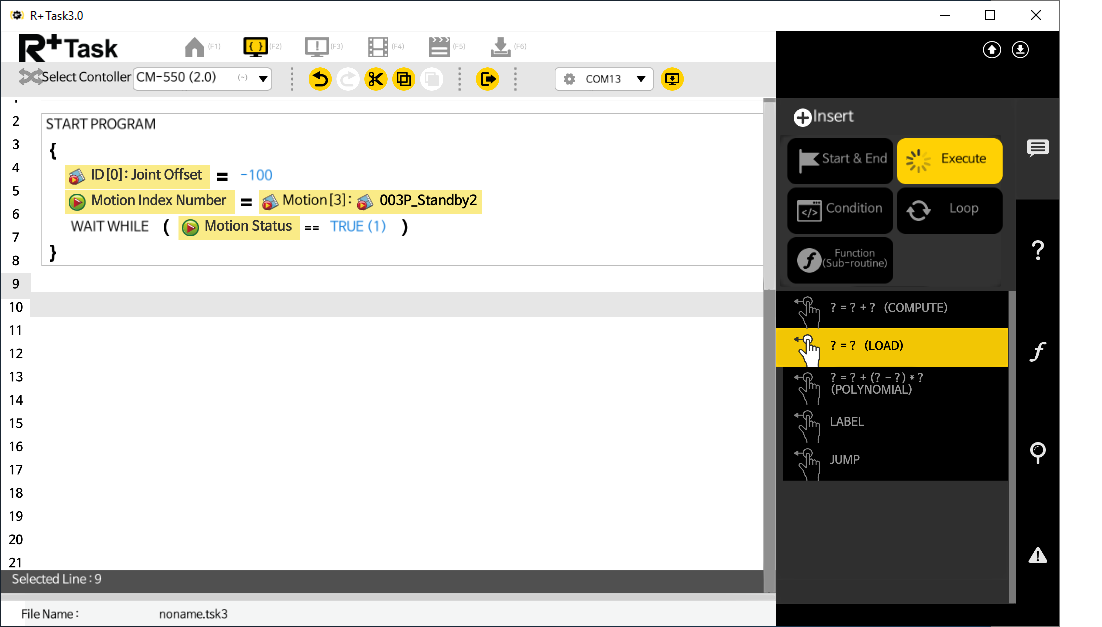 R+ Task3.0
R+Task
(F1)
(F2)
(F3)
(F4)
(F5)
(F6)
Select Contoller CM-550 (2.0) (~)
COM13
2 START PROGRAM
3 {
4 ID[0]: Joint Offset = -100
5 Motion Index Number = Motion [3]: 003P_Standby2
6 WAIT WHILE ( Motion Status == TRUE (1) )
7 }
8
9
10
11
12
13
14
15
16
17
18
19
20
21
Selected Line : 9
File Name : noname.tsk3
Insert
Start & End
Execute
Condition
Loop
Function
(Sub-routine)
? = ? + ? (COMPUTE)
? = ? (LOAD)
? = ? + (? - ?) * ?
(POLYNOMIAL)
LABEL
JUMP